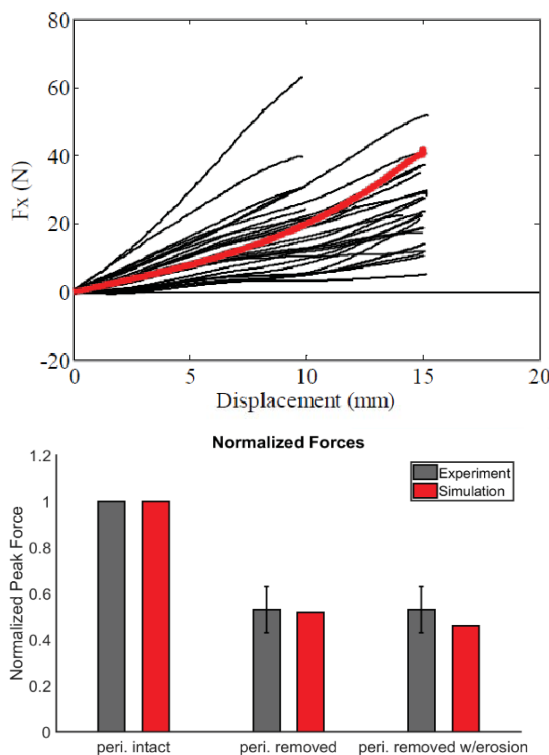 80
60
40
20
0
-20
Fx (N)
0 5 10 15 20
Displacement (mm)
Normalized Forces
1.2
1
0.8
0.6
0.4
0.2
0
Normalized Peak Force
Experiment
Simulation
peri. intact peri. removed peri. removed w/erosion